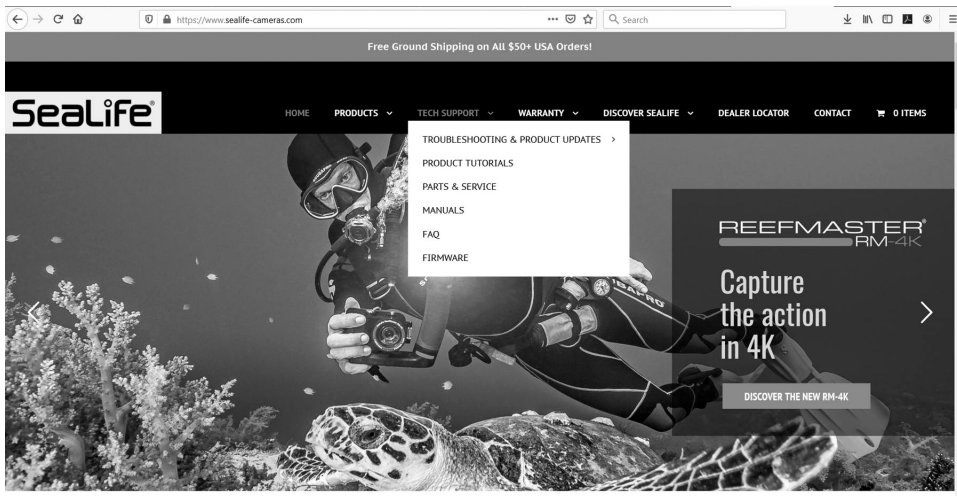 https://www.sealife-cameras.com
Search
Free Ground Shipping on All $50+ USA Orders!
SeaLife®
HOME PRODUCTS TECH SUPPORT WARRANTY DISCOVER SEALIFE DEALER LOCATOR CONTACT 0 ITEMS
TROUBLESHOOTING & PRODUCT UPDATES
PRODUCT TUTORIALS
PARTS & SERVICE
MANUALS
FAQ
FIRMWARE
REEFMASTER®
RM-4K
Capture
the action
in 4K
DISCOVER THE NEW RM-4K